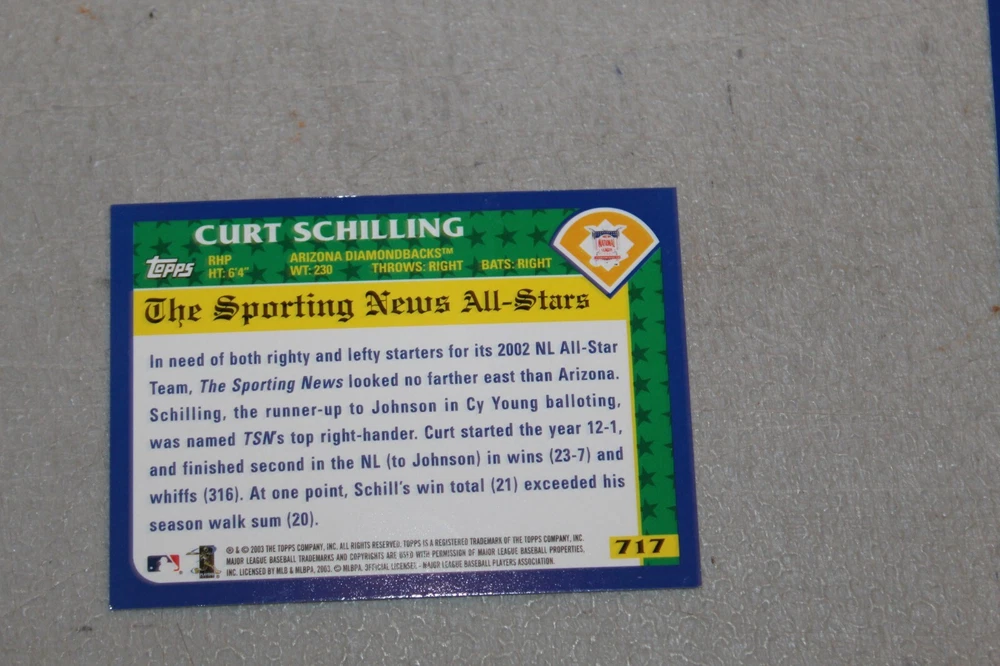 CURT SCHILLING
Topps
RHP
ARIZONA DIAMONDBACKS™
HT: 6'4"
WT: 230
THROWS: RIGHT
BATS: RIGHT
NATIONAL
The Sporting News All-Stars
In need of both righty and lefty starters for its 2002 NL All-Star
Team, The Sporting News looked no farther east than Arizona.
Schilling, the runner-up to Johnson in Cy Young balloting,
was named TSN's top right-hander. Curt started the year 12-1,
and finished second in the NL (to Johnson) in wins (23-7) and
whiffs (316). At one point, Schill's win total (21) exceeded his
season walk sum (20).
® & © 2003 THE TOPPS COMPANY, INC. ALL RIGHTS RESERVED. TOPPS IS A REGISTERED TRADEMARK OF THE TOPPS COMPANY, INC.
MAJOR LEAGUE BASEBALL TRADEMARKS AND COPYRIGHTS ARE USED WITH PERMISSION OF MAJOR LEAGUE BASEBALL PROPERTIES,
INC. LICENSED BY MLB & MLBPA, 2003. © MLBPA. OFFICIAL LICENSEE - MAJOR LEAGUE BASEBALL PLAYERS ASSOCIATION.
717